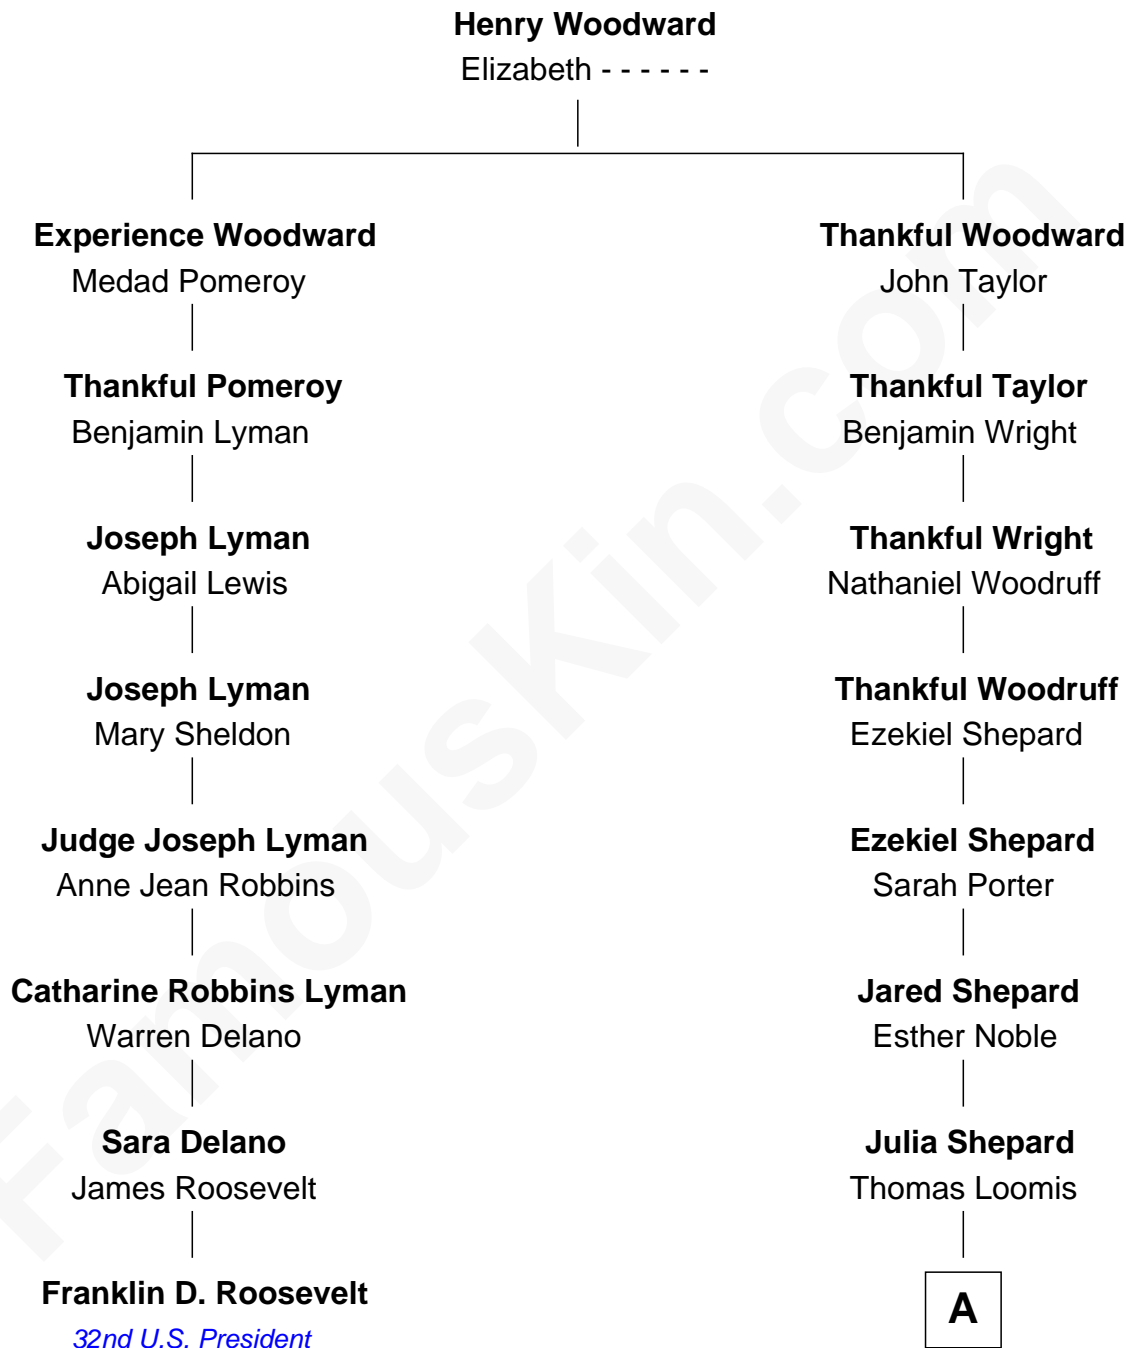 Henry Woodward
Elizabeth - - - - - -
Experience Woodward
Medad Pomeroy
Thankful Woodward
John Taylor
Thankful Pomeroy
Benjamin Lyman
Thankful Taylor
Benjamin Wright
Joseph Lyman
Abigail Lewis
Thankful Wright
Nathaniel Woodruff
Joseph Lyman
Mary Sheldon
Thankful Woodruff
Ezekiel Shepard
Judge Joseph Lyman
Anne Jean Robbins
Ezekiel Shepard
Sarah Porter
Catharine Robbins Lyman
Warren Delano
Jared Shepard
Esther Noble
Sara Delano
James Roosevelt
Julia Shepard
Thomas Loomis
Franklin D. Roosevelt
32nd U.S. President
A
FamousKin.com